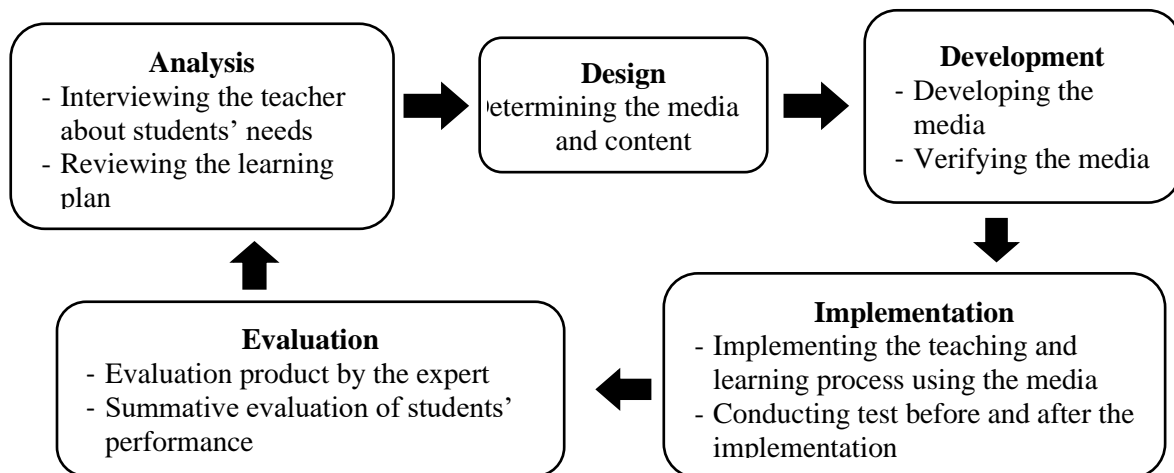 Analysis
- Interviewing the teacher
about students' needs
- Reviewing the learning
plan
Design
etermining the media
and content
Development
- Developing the
media
- Verifying the media
Implementation
- Implementing the teaching and
learning process using the media
- Conducting test before and after the
implementation
Evaluation
- Evaluation product by the expert
- Summative evaluation of students'
performance